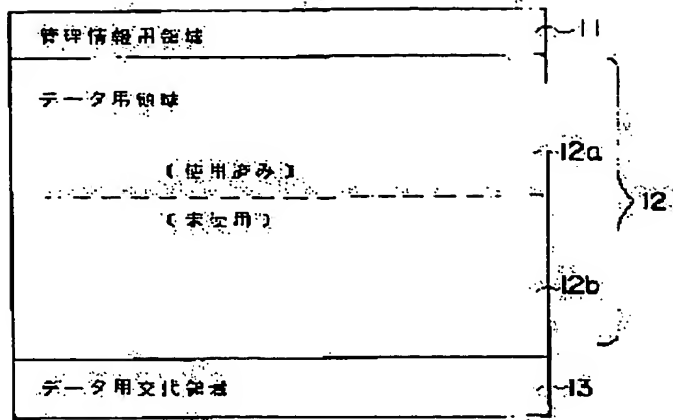 管理情報用領域
11
データ用領域
12a
(使用済み)
12
(未使用)
12b
データ用交代領域
13